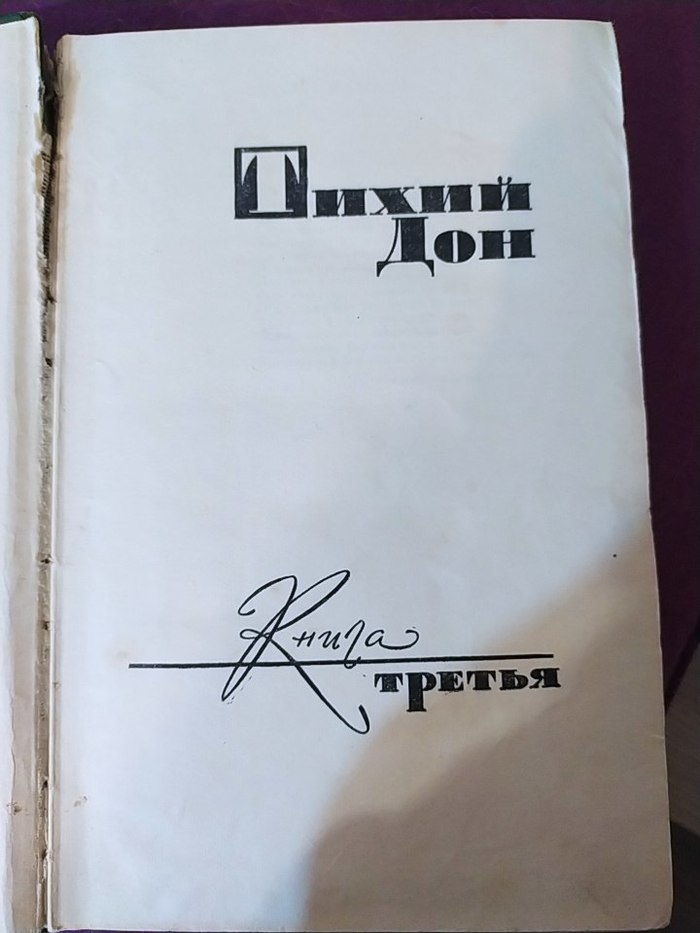 Тихий
Дон
Книга
третья